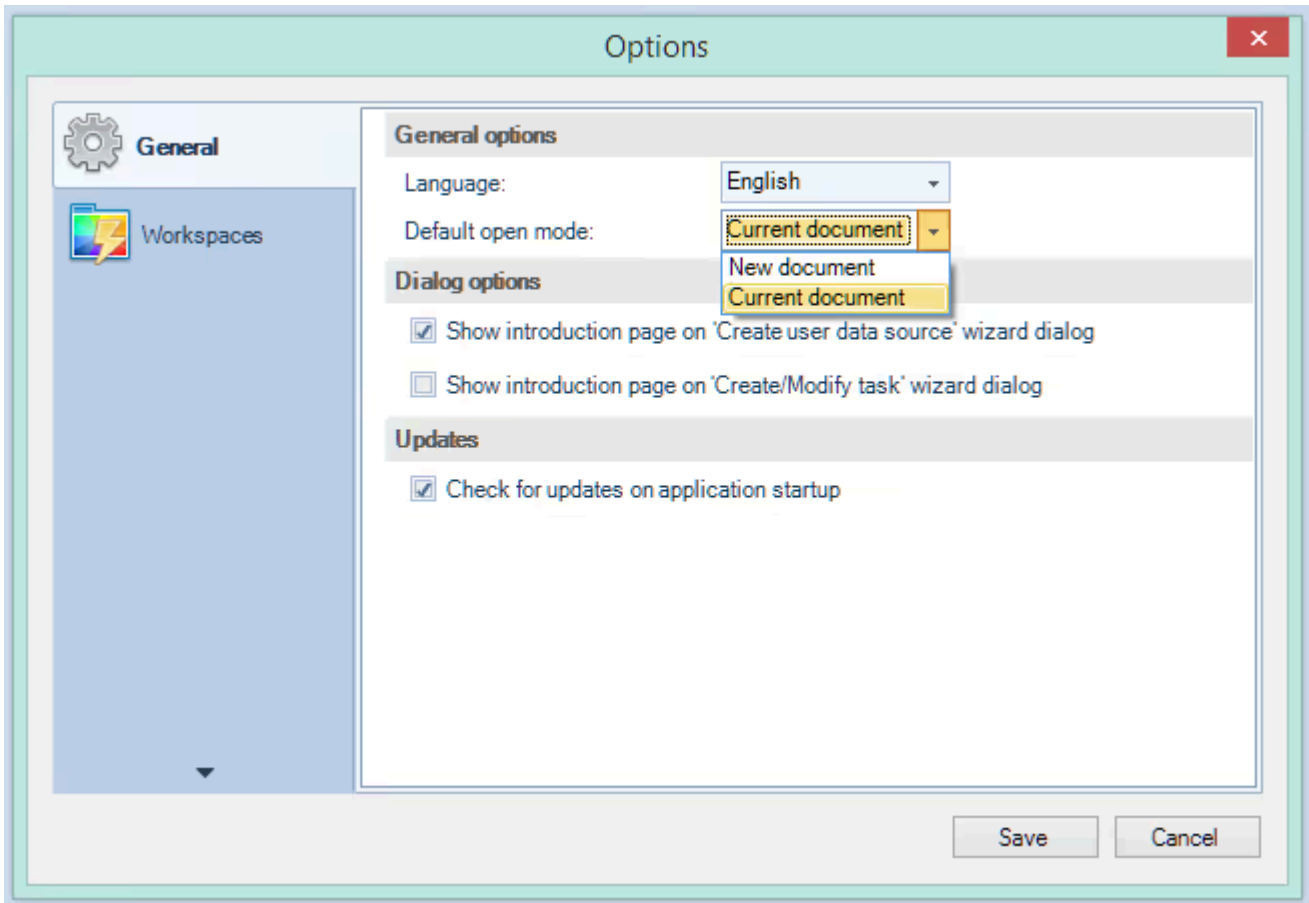 Options
General
Workspaces
General options
Language: English
Default open mode: Current document
New document
Current document
Dialog options
Show introduction page on 'Create user data source' wizard dialog
Show introduction page on 'Create/Modify task' wizard dialog
Updates
Check for updates on application startup
Save Cancel